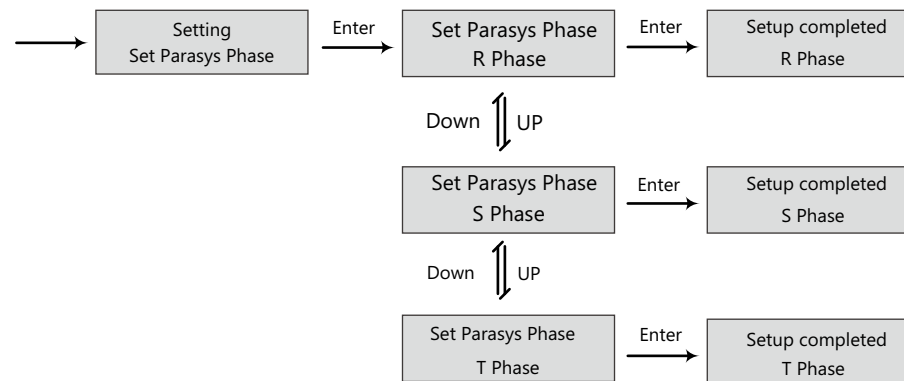 Setting
Set Parasys Phase
Enter
Set Parasys Phase
R Phase
Enter
Setup completed
R Phase
Down
UP
Set Parasys Phase
S Phase
Enter
Setup completed
S Phase
Down
UP
Set Parasys Phase
T Phase
Enter
Setup completed
T Phase